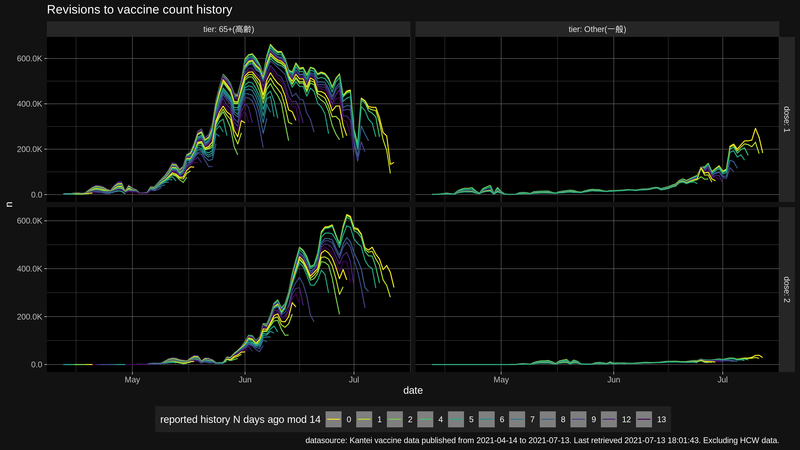 Revisions to vaccine count history
tier: 65+(高齢)
tier: Other(一般)
600.0K
400.0K
200.0K
0.0
dose: 1
n
600.0K
400.0K
200.0K
0.0
dose: 2
May
Jun
Jul
May
Jun
Jul
date
reported history N days ago mod 14
0
1
2
4
5
6
7
8
9
12
13
datasource: Kantei vaccine data published from 2021-04-14 to 2021-07-13. Last retrieved 2021-07-13 18:01:43. Excluding HCW data.